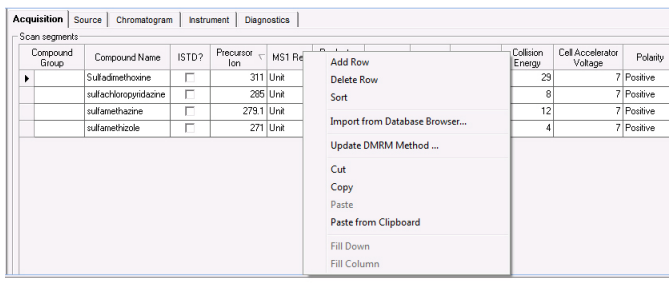 Acquisition Source Chromatogram Instrument Diagnostics
Scan segments
Compound Group Compound Name ISTD? Precursor Ion MS1 Re Collision Energy Cell Accelerator Voltage Polarity
Sulfadimethoxine 311 Unit 29 7 Positive
sulfachloropyridazine 285 Unit 8 7 Positive
sulfamethazine 279.1 Unit 12 7 Positive
sulfamethizole 271 Unit 4 7 Positive
Add Row
Delete Row
Sort
Import from Database Browser...
Update DMRM Method ...
Cut
Copy
Paste
Paste from Clipboard
Fill Down
Fill Column